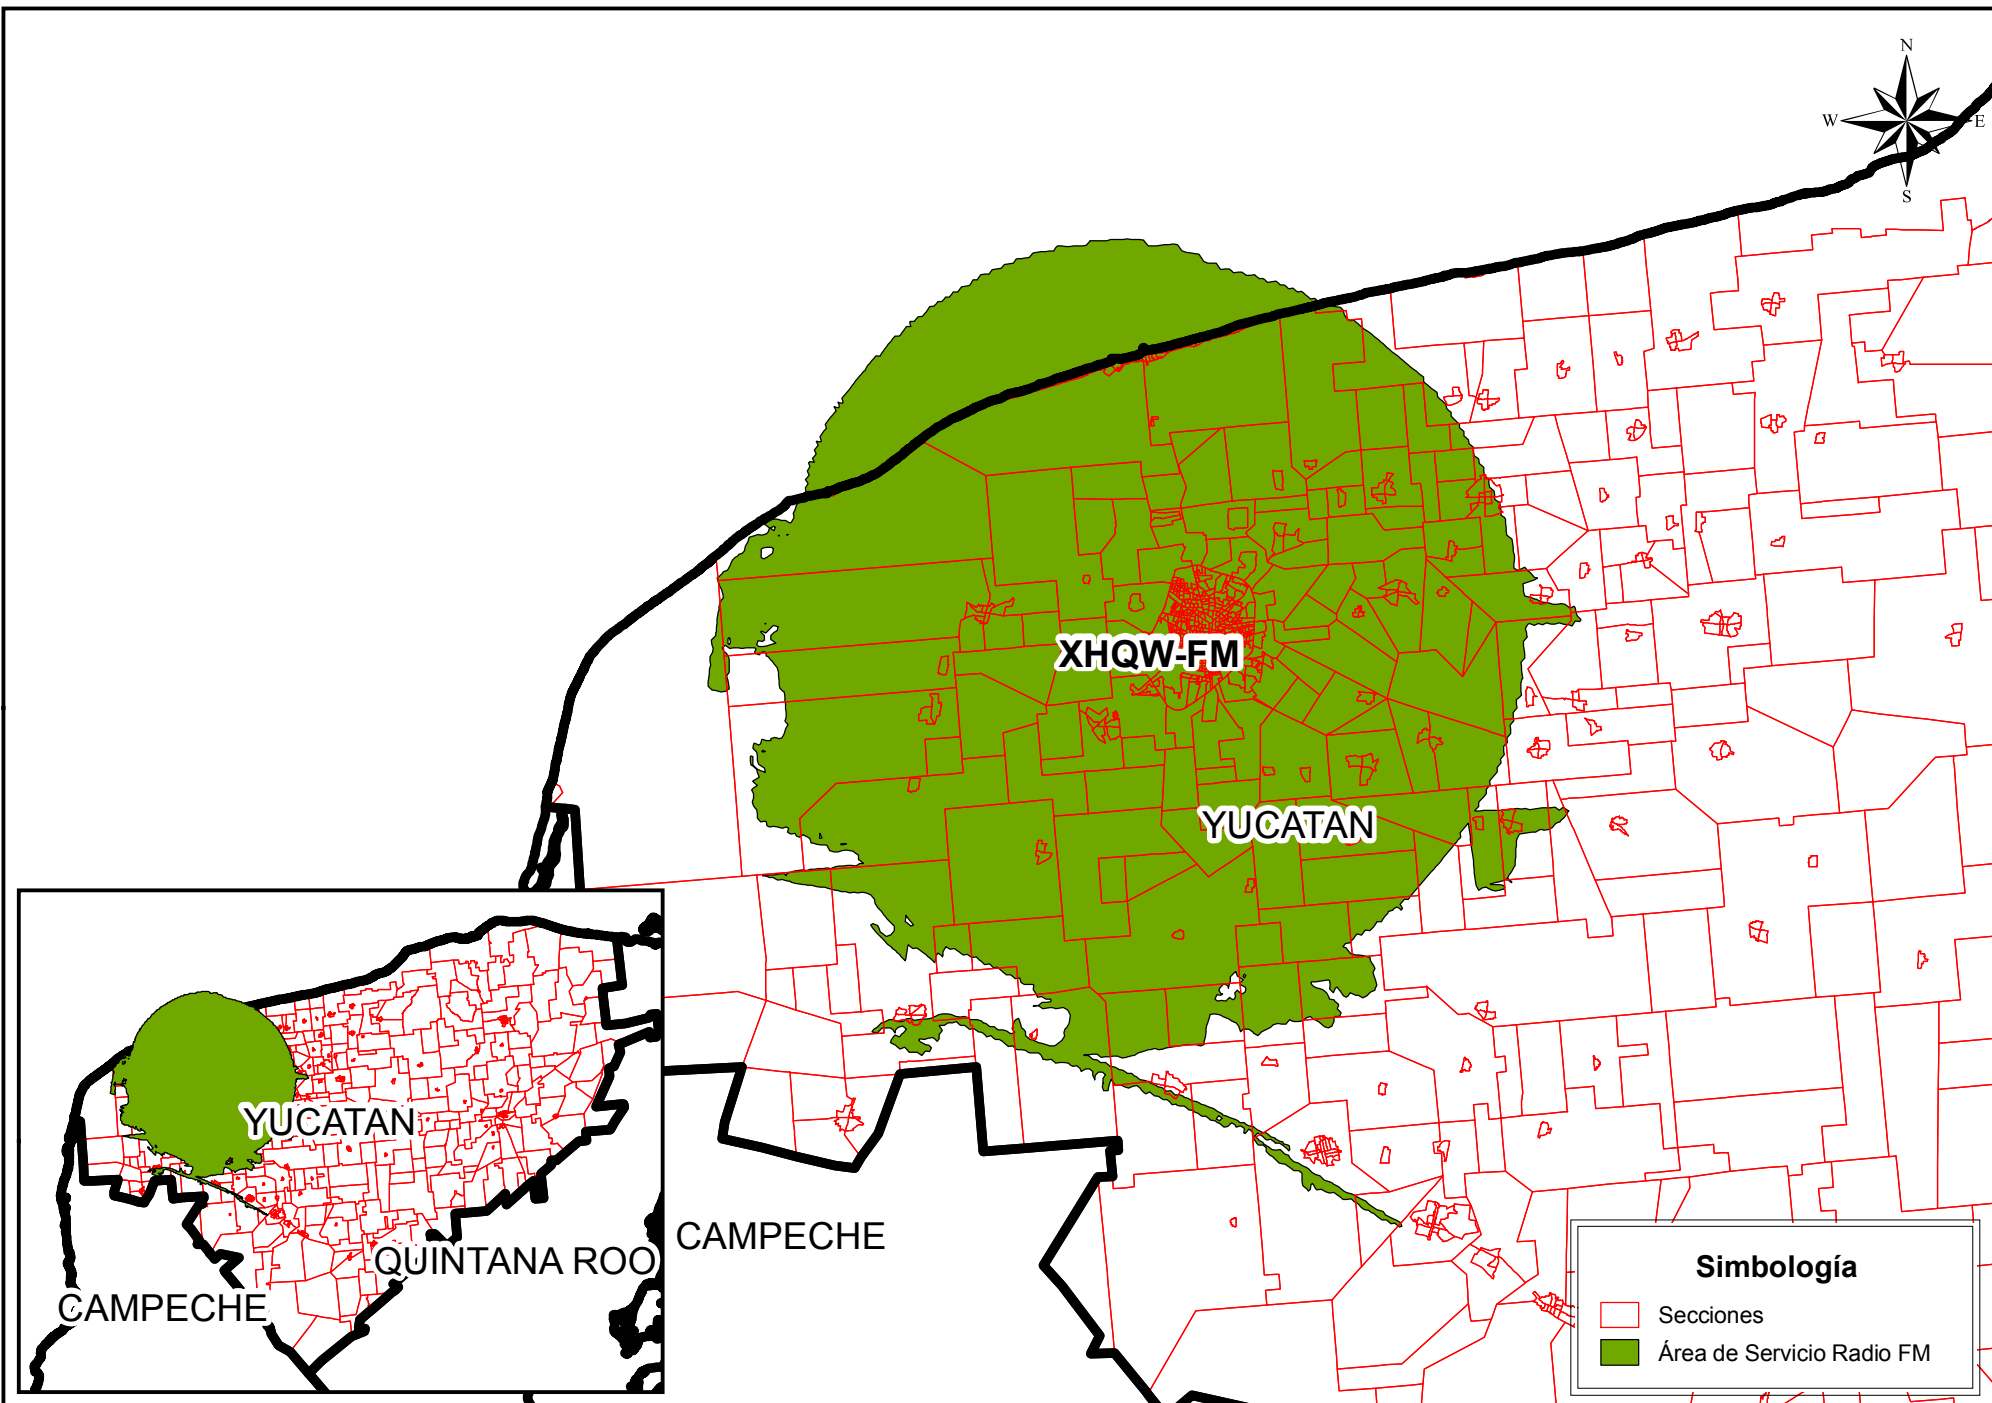 N
W
E
S
XHQW-FM
YUCATAN
YUCATAN
QUINTANA ROO
CAMPECHE
CAMPECHE
Simbología
Secciones
Área de Servicio Radio FM